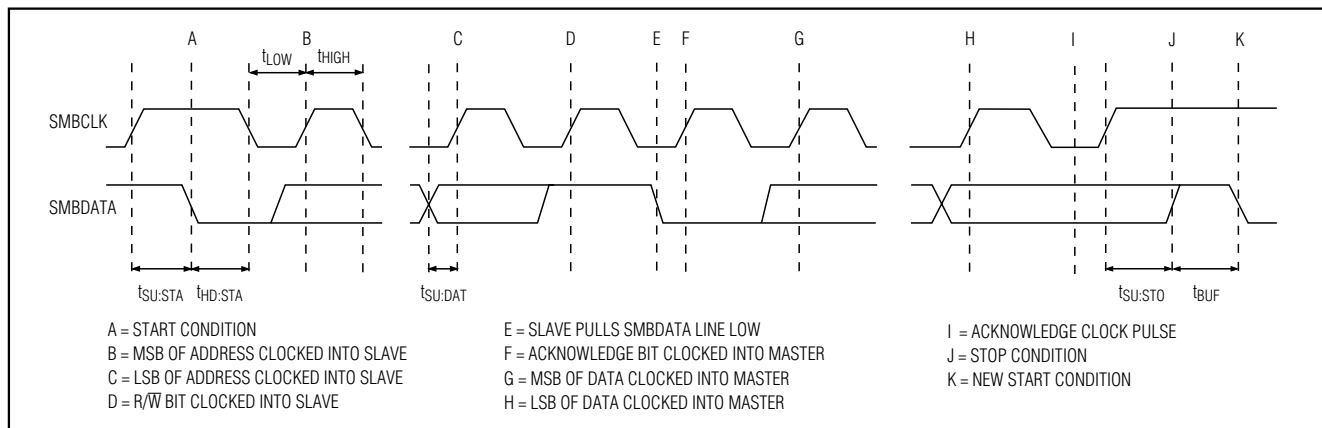 A B C D E F G H I J K
tLOW tHIGH
SMBCLK
SMBDATA
tSU:STA tHD:STA tSU:DAT tSU:STO tBUF
A = START CONDITION
B = MSB OF ADDRESS CLOCKED INTO SLAVE
C = LSB OF ADDRESS CLOCKED INTO SLAVE
D = R/W̅ BIT CLOCKED INTO SLAVE
E = SLAVE PULLS SMBDATA LINE LOW
F = ACKNOWLEDGE BIT CLOCKED INTO MASTER
G = MSB OF DATA CLOCKED INTO MASTER
H = LSB OF DATA CLOCKED INTO MASTER
I = ACKNOWLEDGE CLOCK PULSE
J = STOP CONDITION
K = NEW START CONDITION